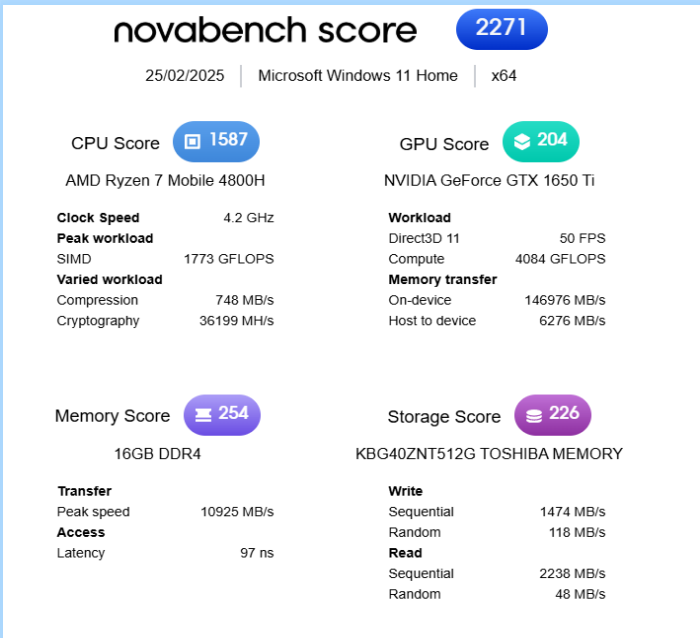 novabench score 2271
25/02/2025 Microsoft Windows 11 Home x64
CPU Score 1587
AMD Ryzen 7 Mobile 4800H
Clock Speed 4.2 GHz
Peak workload
SIMD 1773 GFLOPS
Varied workload
Compression 748 MB/s
Cryptography 36199 MH/s
GPU Score 204
NVIDIA GeForce GTX 1650 Ti
Workload
Direct3D 11 50 FPS
Compute 4084 GFLOPS
Memory transfer
On-device 146976 MB/s
Host to device 6276 MB/s
Memory Score 254
16GB DDR4
Transfer
Peak speed 10925 MB/s
Access
Latency 97 ns
Storage Score 226
KBG40ZNT512G TOSHIBA MEMORY
Write
Sequential 1474 MB/s
Random 118 MB/s
Read
Sequential 2238 MB/s
Random 48 MB/s